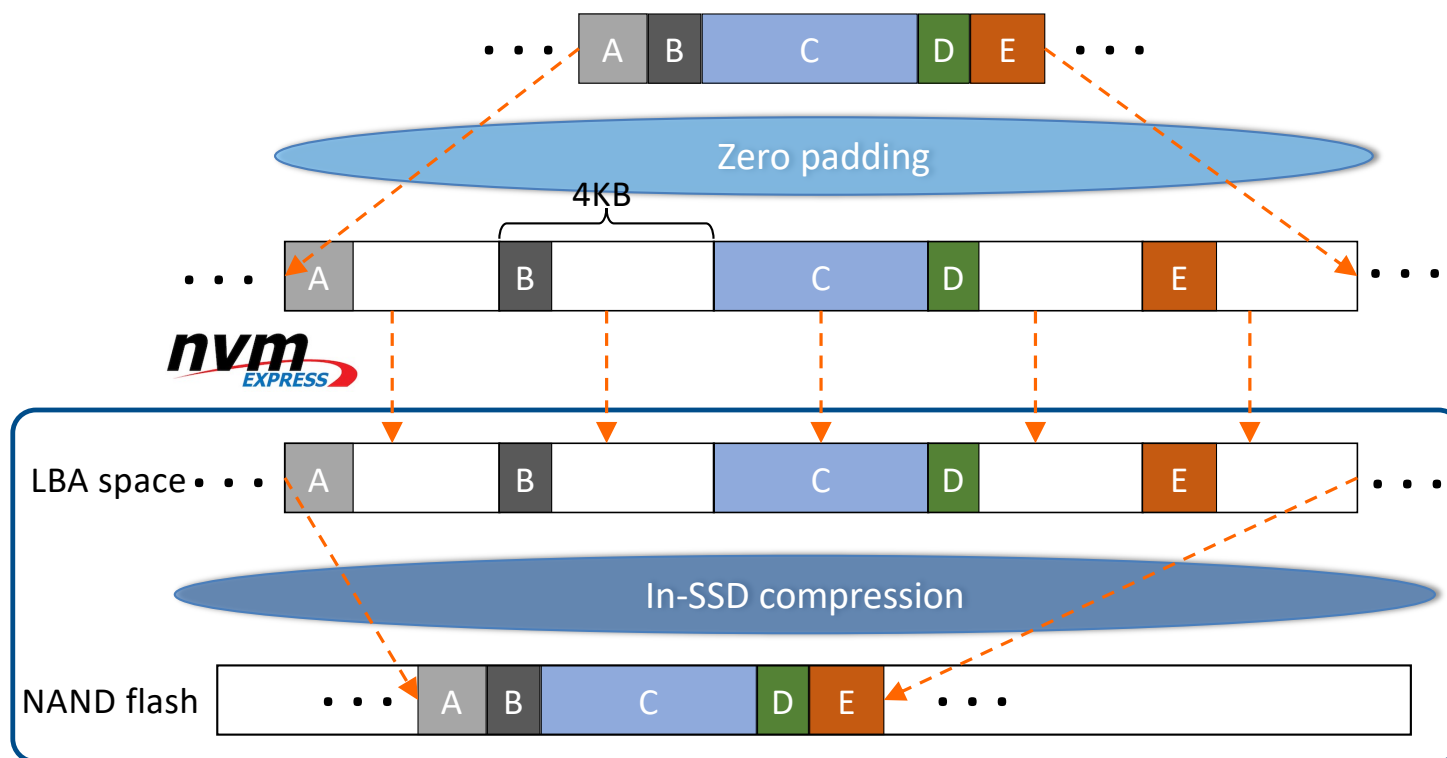 • • • A B C D E • • •
Zero padding
4KB
• • • A B C D E • • •
nvm
EXPRESS
LBA space • • • A B C D E • • •
In-SSD compression
NAND flash • • • A B C D E • • •